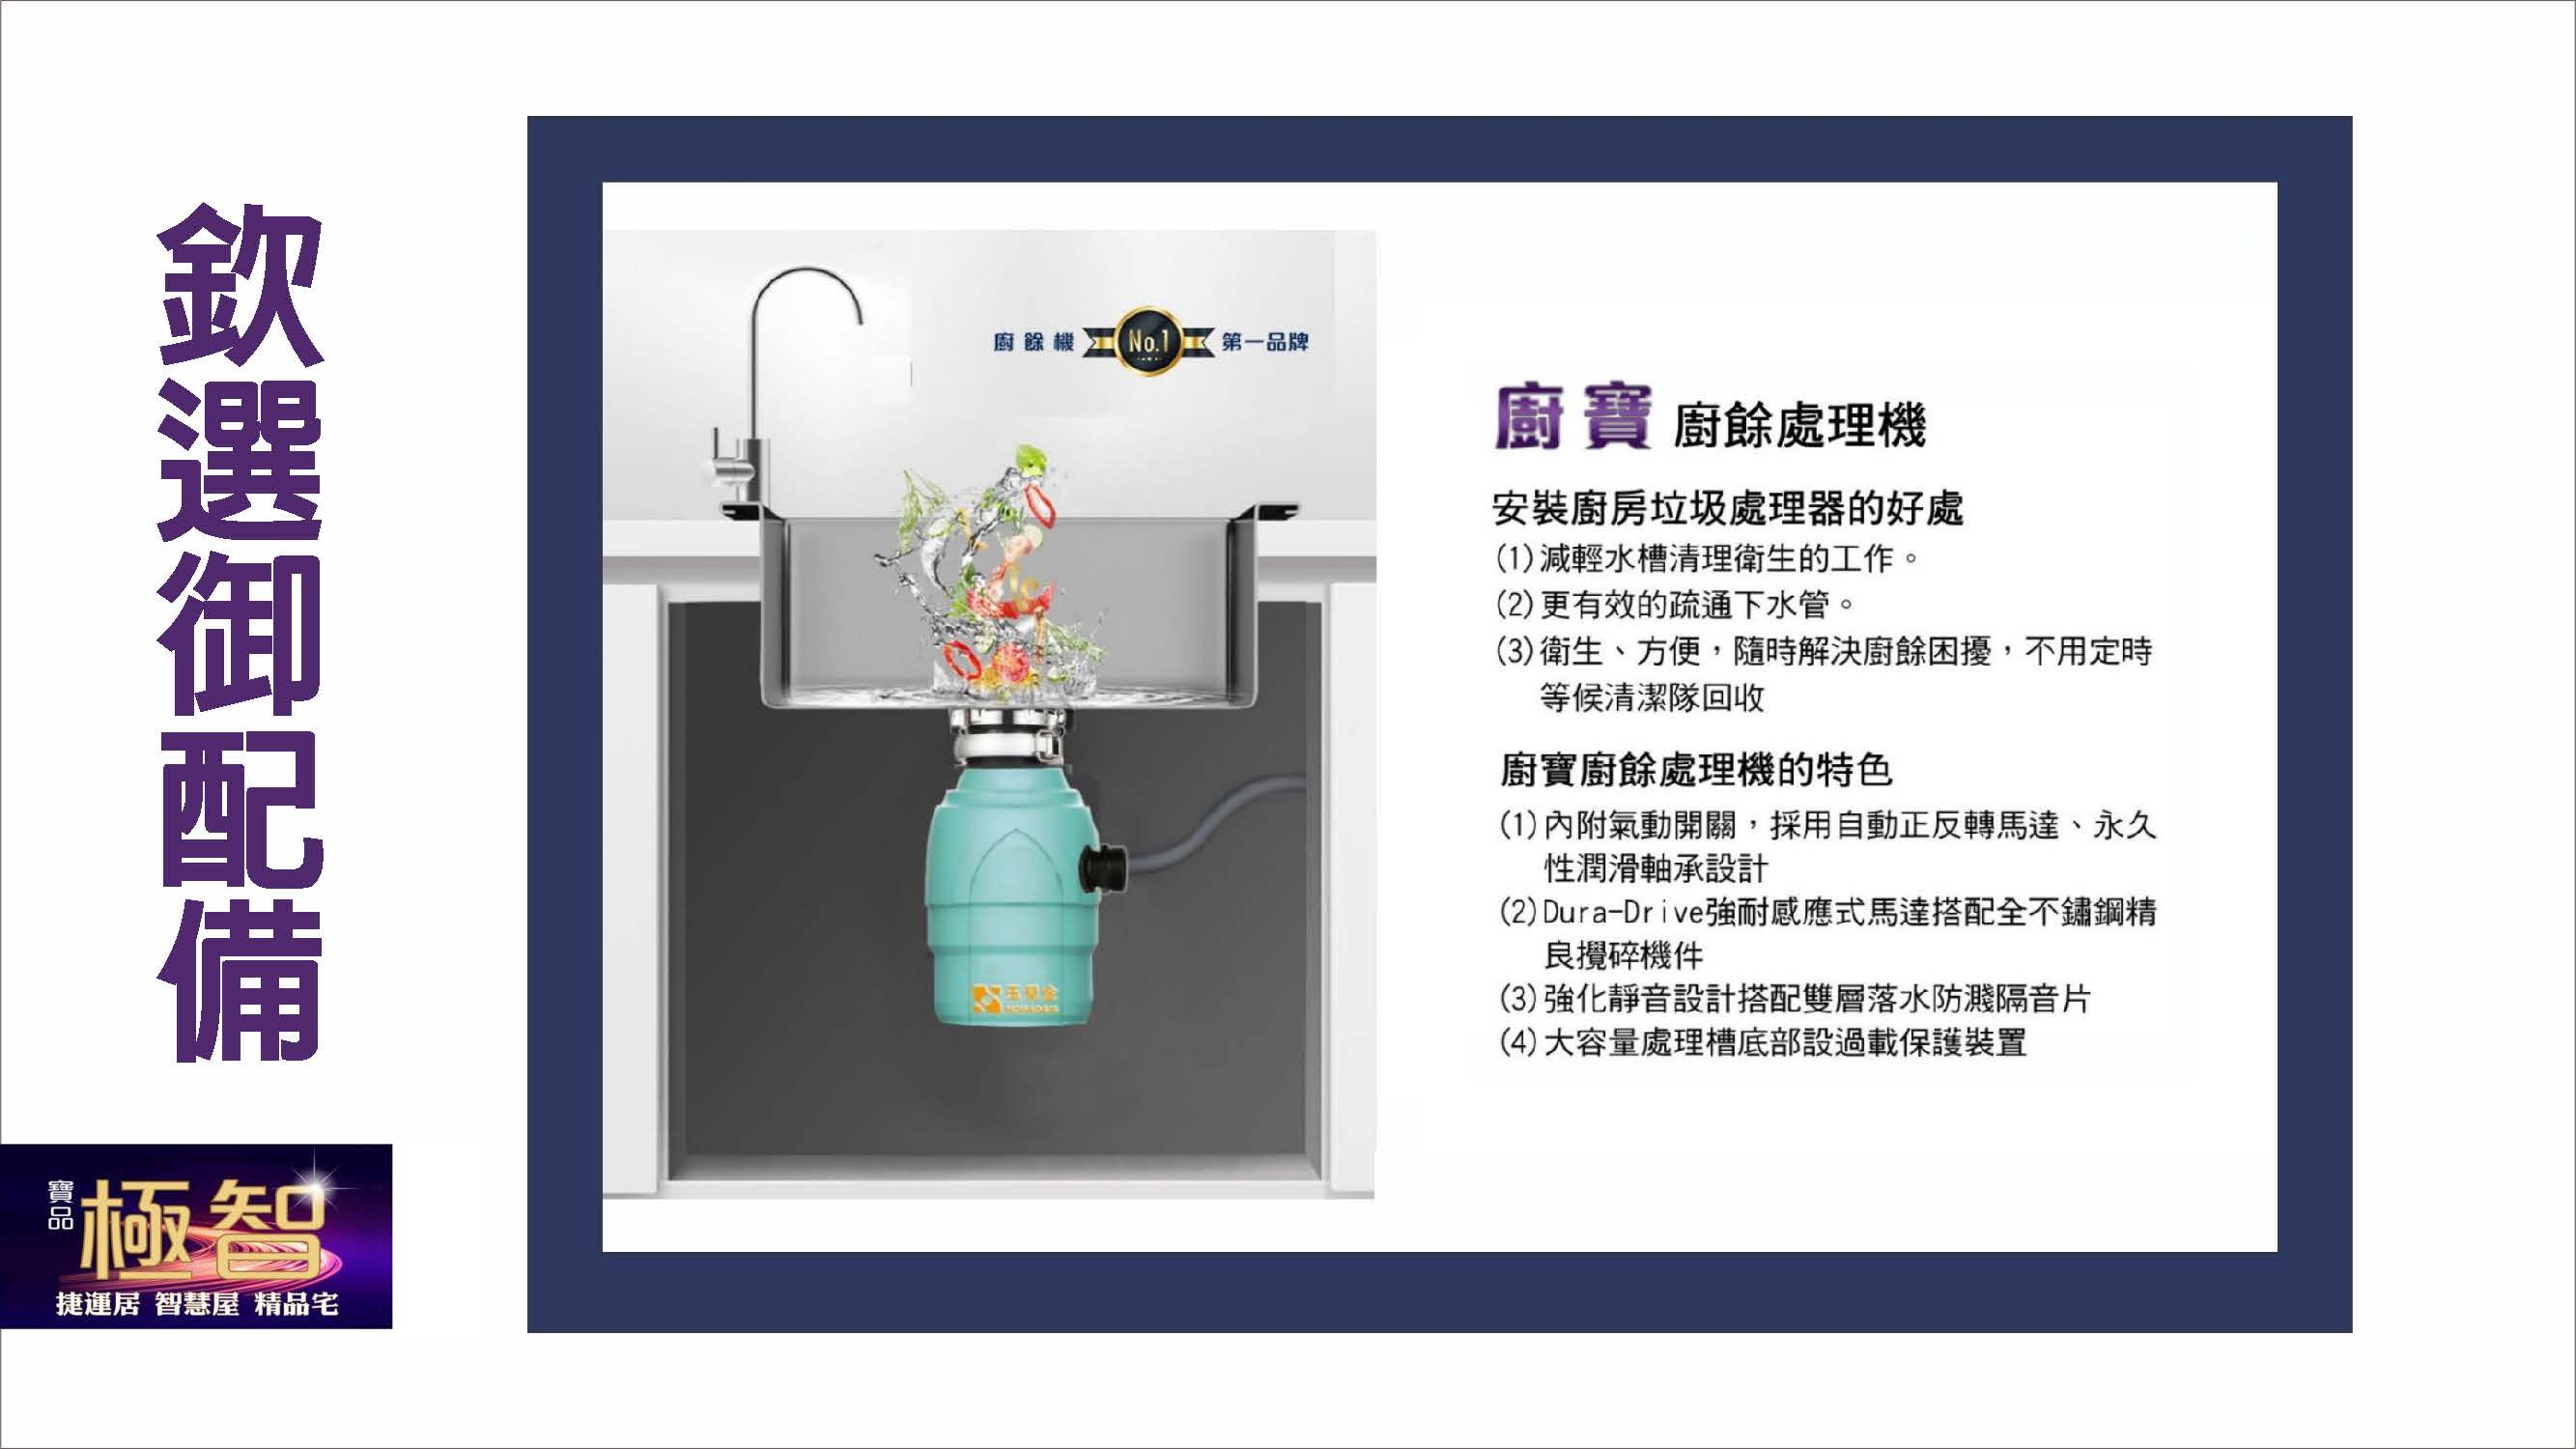 欽選御配備
廚餘機 No.1 第一品牌
廚寶 廚餘處理機
安裝廚房垃圾處理器的好處
(1)減輕水槽清理衛生的工作。
(2)更有效的疏通下水管。
(3)衛生、方便，隨時解決廚餘困擾，不用定時
等候清潔隊回收
廚寶廚餘處理機的特色
(1)內附氣動開關，採用自動正反轉馬達、永久
性潤滑軸承設計
(2)Dura-Drive強耐感應式馬達搭配全不鏽鋼精
良攪碎機件
(3)強化靜音設計搭配雙層落水防濺隔音片
(4)大容量處理槽底部設過載保護裝置
寶品
極智
捷運居 智慧屋 精品宅